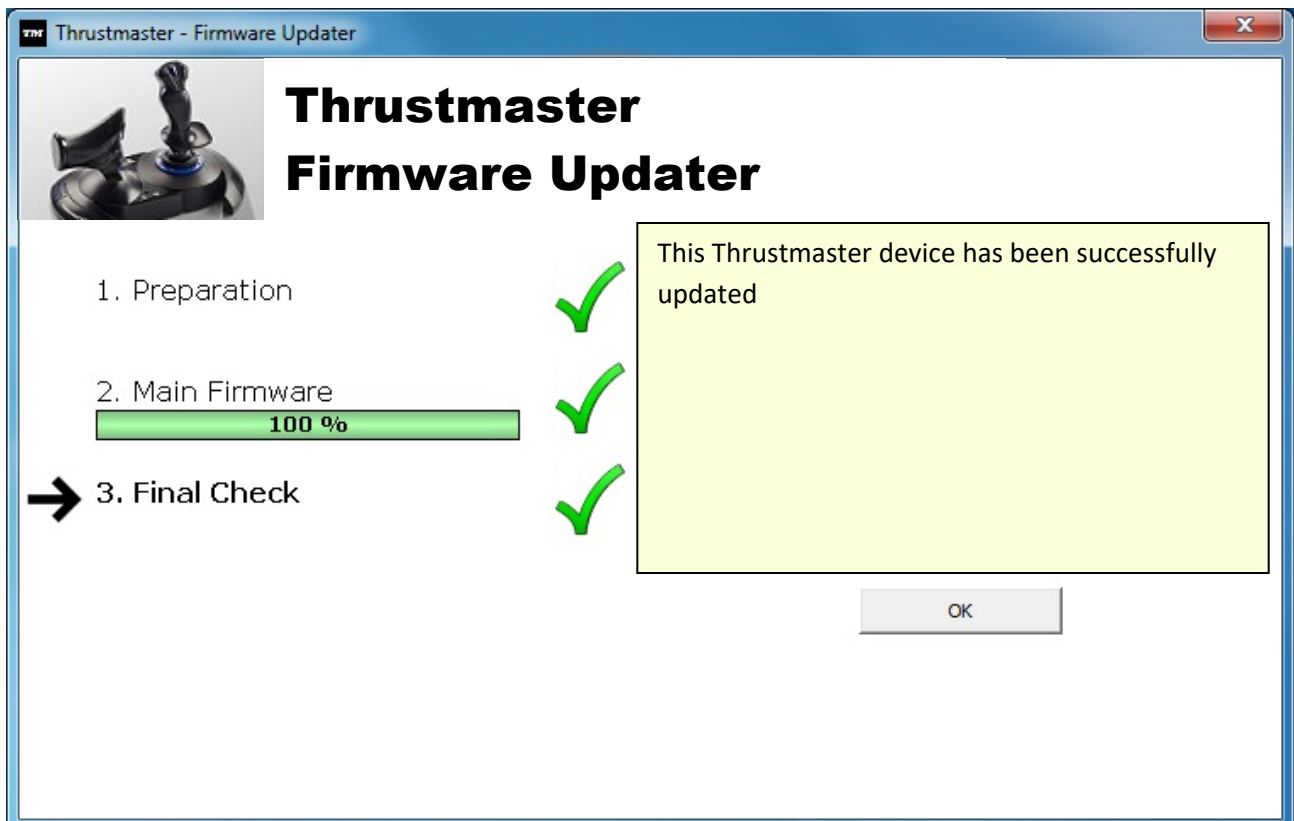 TM Thrustmaster - Firmware Updater
Thrustmaster
Firmware Updater
1. Preparation
2. Main Firmware
100 %
3. Final Check
This Thrustmaster device has been successfully
updated
OK